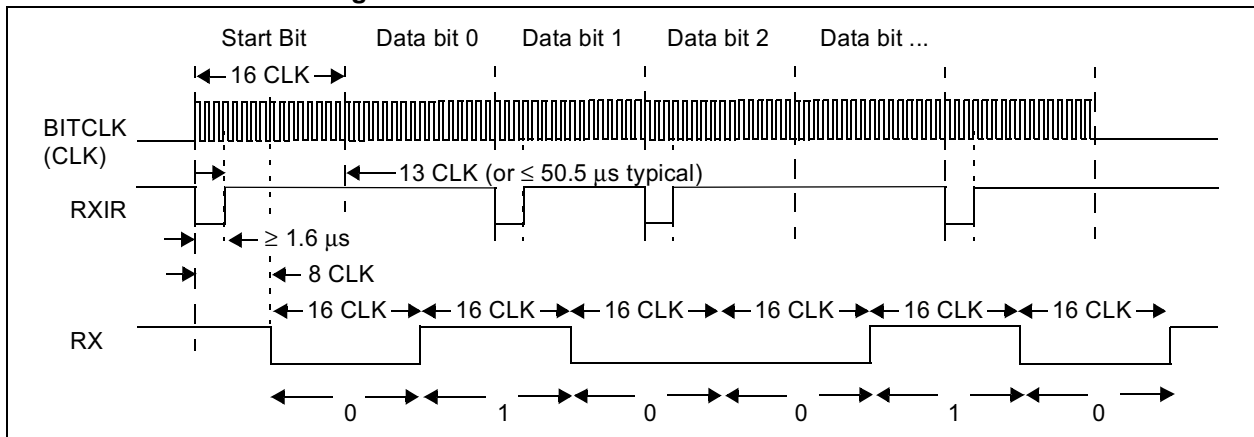 Start Bit Data bit 0 Data bit 1 Data bit 2 Data bit ...
16 CLK
BITCLK
(CLK)
13 CLK (or ≤ 50.5 μs typical)
RXIR
≥ 1.6 μs
8 CLK
16 CLK 16 CLK 16 CLK 16 CLK 16 CLK 16 CLK
RX
0 1 0 0 1 0